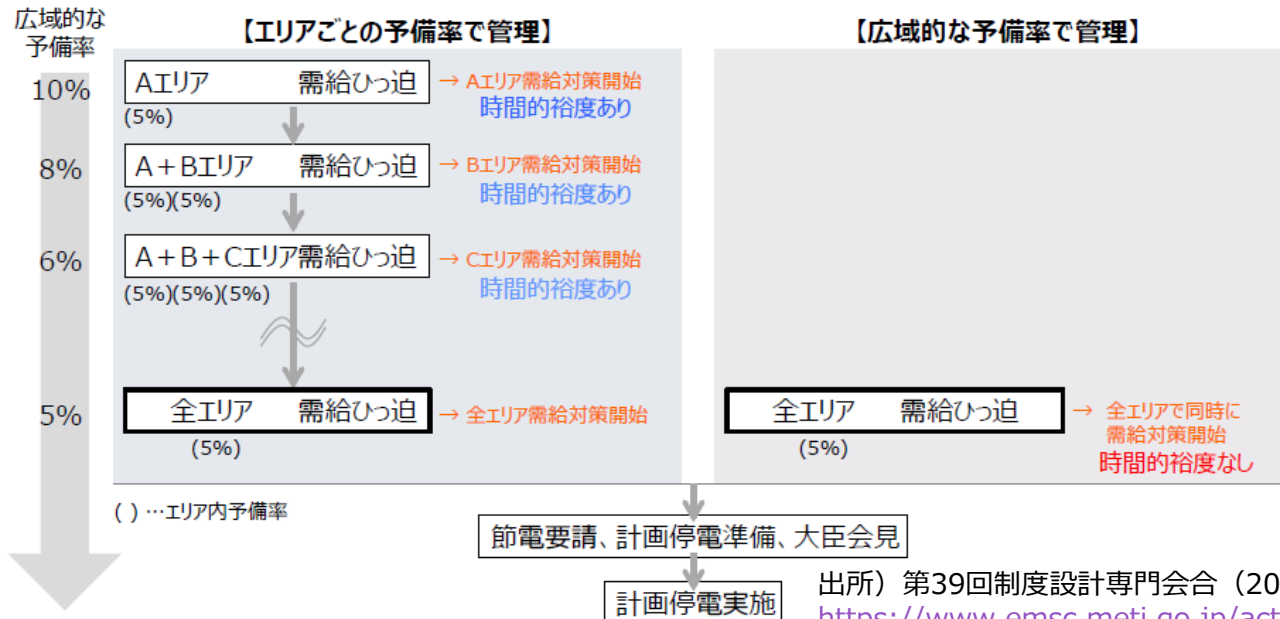 広域的な
予備率
【エリアごとの予備率で管理】
【広域的な予備率で管理】
10%
Aエリア 需給ひっ迫
→ Aエリア需給対策開始
時間的裕度あり
(5%)
8%
A+Bエリア 需給ひっ迫
→ Bエリア需給対策開始
時間的裕度あり
(5%)(5%)
6%
A+B+Cエリア需給ひっ迫
→ Cエリア需給対策開始
時間的裕度あり
(5%)(5%)(5%)
5%
全エリア 需給ひっ迫
→ 全エリア需給対策開始
(5%)
全エリア 需給ひっ迫
→ 全エリアで同時に
需給対策開始
時間的裕度なし
(5%)
( ) …エリア内予備率
節電要請、計画停電準備、大臣会見
計画停電実施
出所）第39回制度設計専門会合（20
https://www.emsc.meti.go.jp/act